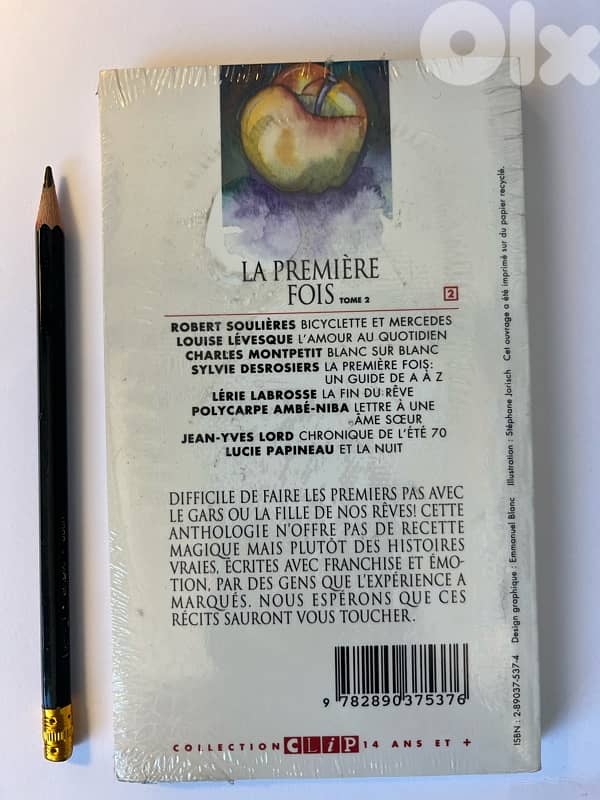 Olx
LA PREMIÈRE
FOIS TOME 2
2
ROBERT SOULIÈRES BICYCLETTE ET MERCEDES
LOUISE LÉVESQUE L'AMOUR AU QUOTIDIEN
CHARLES MONTPETIT BLANC SUR BLANC
SYLVIE DESROSIERS LA PREMIÈRE FOIS:
UN GUIDE DE A À Z
LÉRIE LABROSSE LA FIN DU RÊVE
POLYCARPE AMBÉ-NIBA LETTRE À UNE
ÂME SŒUR
JEAN-YVES LORD CHRONIQUE DE L'ÉTÉ 70
LUCIE PAPINEAU ET LA NUIT
DIFFICILE DE FAIRE LES PREMIERS PAS AVEC
LE GARS OU LA FILLE DE NOS RÊVES! CETTE
ANTHOLOGIE N'OFFRE PAS DE RECETTE
MAGIQUE MAIS PLUTÔT DES HISTOIRES
VRAIES, ÉCRITES AVEC FRANCHISE ET ÉMO-
TION, PAR DES GENS QUE L'EXPÉRIENCE A
MARQUÉS. NOUS ESPÉRONS QUE CES
RÉCITS SAURONT VOUS TOUCHER.
9 782890 375376
COLLECTION CLIP 14 ANS ET +
ISBN : 2-89037-537-4 Design graphique : Emmanuel Blanc Illustration : Stéphane Jorisch Cet ouvrage a été imprimé sur du papier recyclé.